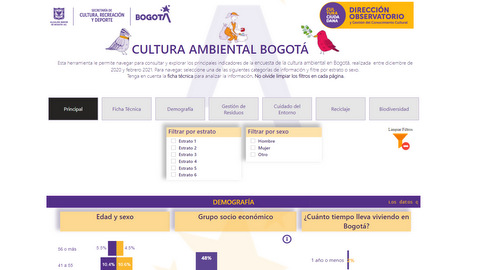 SECRETARÍA DE
CULTURA, RECREACIÓN
Y DEPORTE
BOGOTÁ
CULTURA
CIUDA
DANA
DIRECCIÓN
OBSERVATORIO
y Gestión del Conocimiento Cultural
CULTURA AMBIENTAL BOGOTÁ
Esta herramienta le permite navegar para consultar y explorar los principales indicadores de la encuesta de la cultura ambiental en Bogotá, realizada entre diciembre de
2020 y febrero 2021. Para navegar, seleccione una de las siguientes categorías de información y filtre por estrato o sexo.
Tenga en cuenta la ficha técnica para analizar la información. No olvide limpiar los filtros en cada página.
Principal
Ficha Técnica
Demografía
Gestión de
Residuos
Cuidado del
Entorno
Reciclaje
Biodiversidad
Filtrar por estrato
Estrato 1
Estrato 2
Estrato 3
Estrato 4
Estrato 5
Estrato 6
Filtrar por sexo
Hombre
Mujer
Otro
Limpiar Filtro
DEMOGRAFÍA
Los datos
Edad y sexo
Grupo socio económico
¿Cuánto tiempo lleva viviendo en
Bogotá?
56 o más
5.5%
4.5%
41 a 55
10.4%
10.6%
48%
1 año o menos